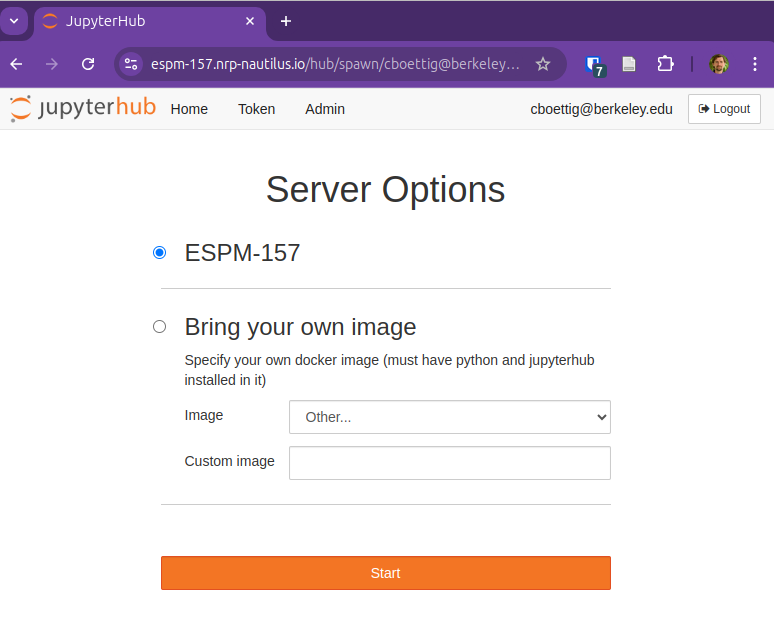 JupyterHub
espm-157.nrp-nautilus.io/hub/spawn/cboettig@berkeley...
7
jupyterhub Home Token Admin cboettig@berkeley.edu Logout
Server Options
ESPM-157
Bring your own image
Specify your own docker image (must have python and jupyterhub
installed in it)
Image Other...
Custom image
Start